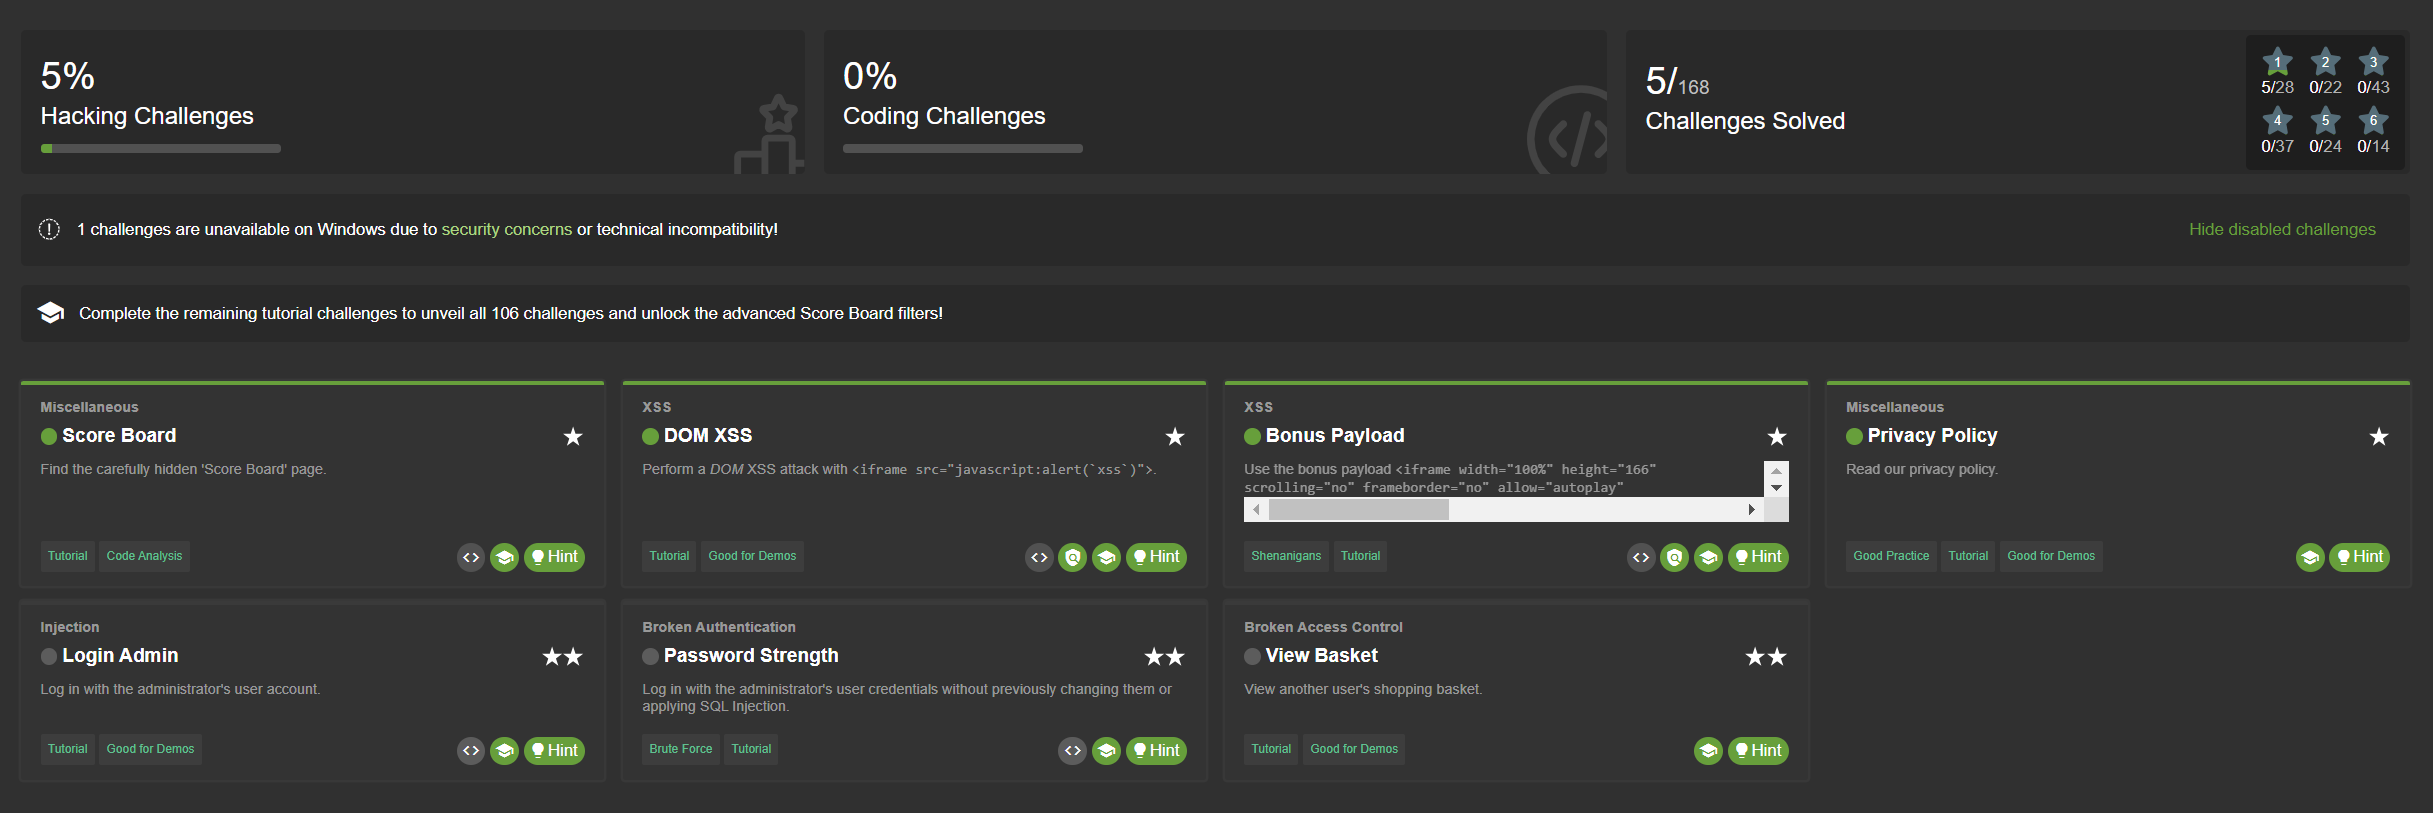 5%
Hacking Challenges
0%
Coding Challenges
5/168
Challenges Solved
1 2 3
5/28 0/22 0/43
4 5 6
0/37 0/24 0/14
1 challenges are unavailable on Windows due to security concerns or technical incompatibility!
Hide disabled challenges
Complete the remaining tutorial challenges to unveil all 106 challenges and unlock the advanced Score Board filters!
Miscellaneous
Score Board
Find the carefully hidden 'Score Board' page.
Tutorial Code Analysis
<> Hint
XSS
DOM XSS
Perform a DOM XSS attack with <iframe src="javascript:alert(`xss`)">.
Tutorial Good for Demos
<> Hint
XSS
Bonus Payload
Use the bonus payload <iframe width="100%" height="166"
scrolling="no" frameborder="no" allow="autoplay"
Shenanigans Tutorial
<> Hint
Miscellaneous
Privacy Policy
Read our privacy policy.
Good Practice Tutorial Good for Demos
Hint
Injection
Login Admin
Log in with the administrator's user account.
Tutorial Good for Demos
<> Hint
Broken Authentication
Password Strength
Log in with the administrator's user credentials without previously changing them or
applying SQL Injection.
Brute Force Tutorial
<> Hint
Broken Access Control
View Basket
View another user's shopping basket.
Tutorial Good for Demos
Hint